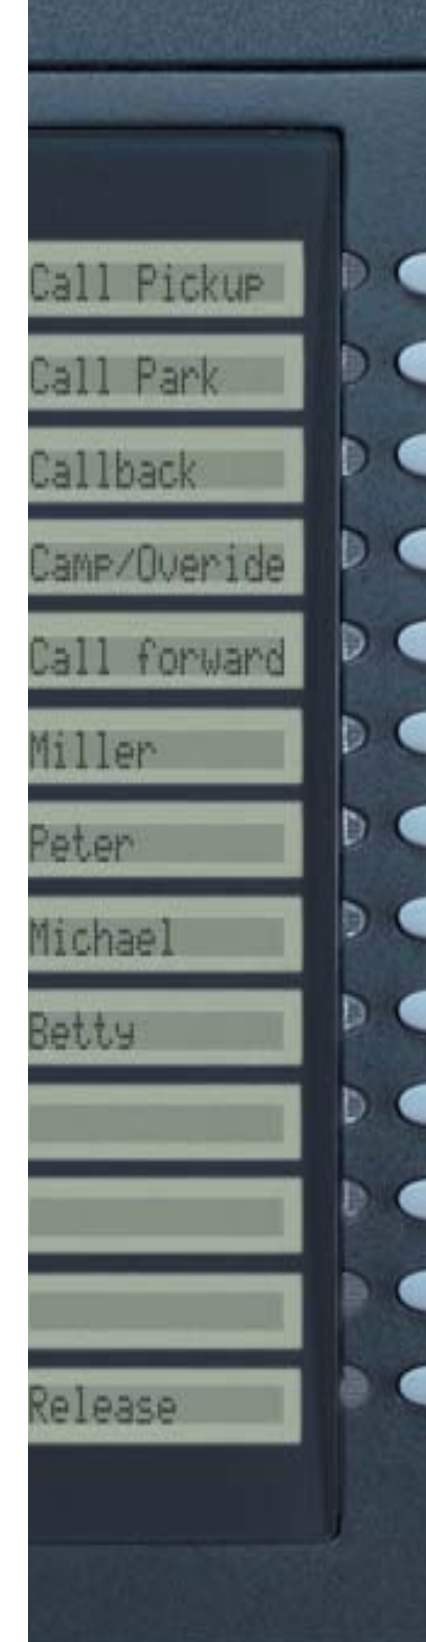 Call Pickup
Call Park
Callback
Camp/Overide
Call forward
Miller
Peter
Michael
Betty
Release